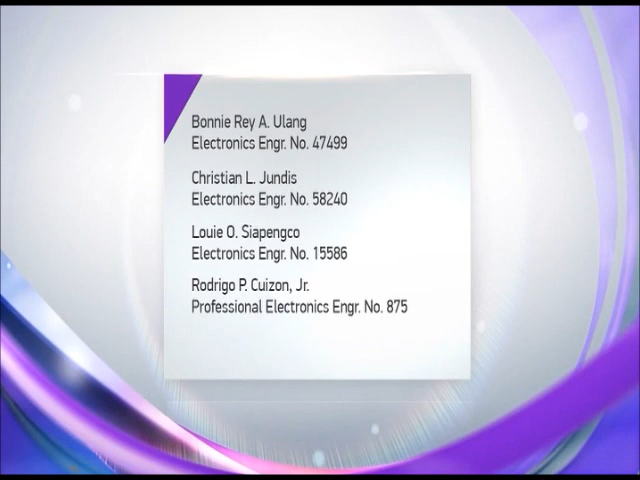 Bonnie Rey A. Ulang
Electronics Engr. No. 47499
Christian L. Jundis
Electronics Engr. No. 58240
Louie O. Siapengco
Electronics Engr. No. 15586
Rodrigo P. Cuizon, Jr.
Professional Electronics Engr. No. 875